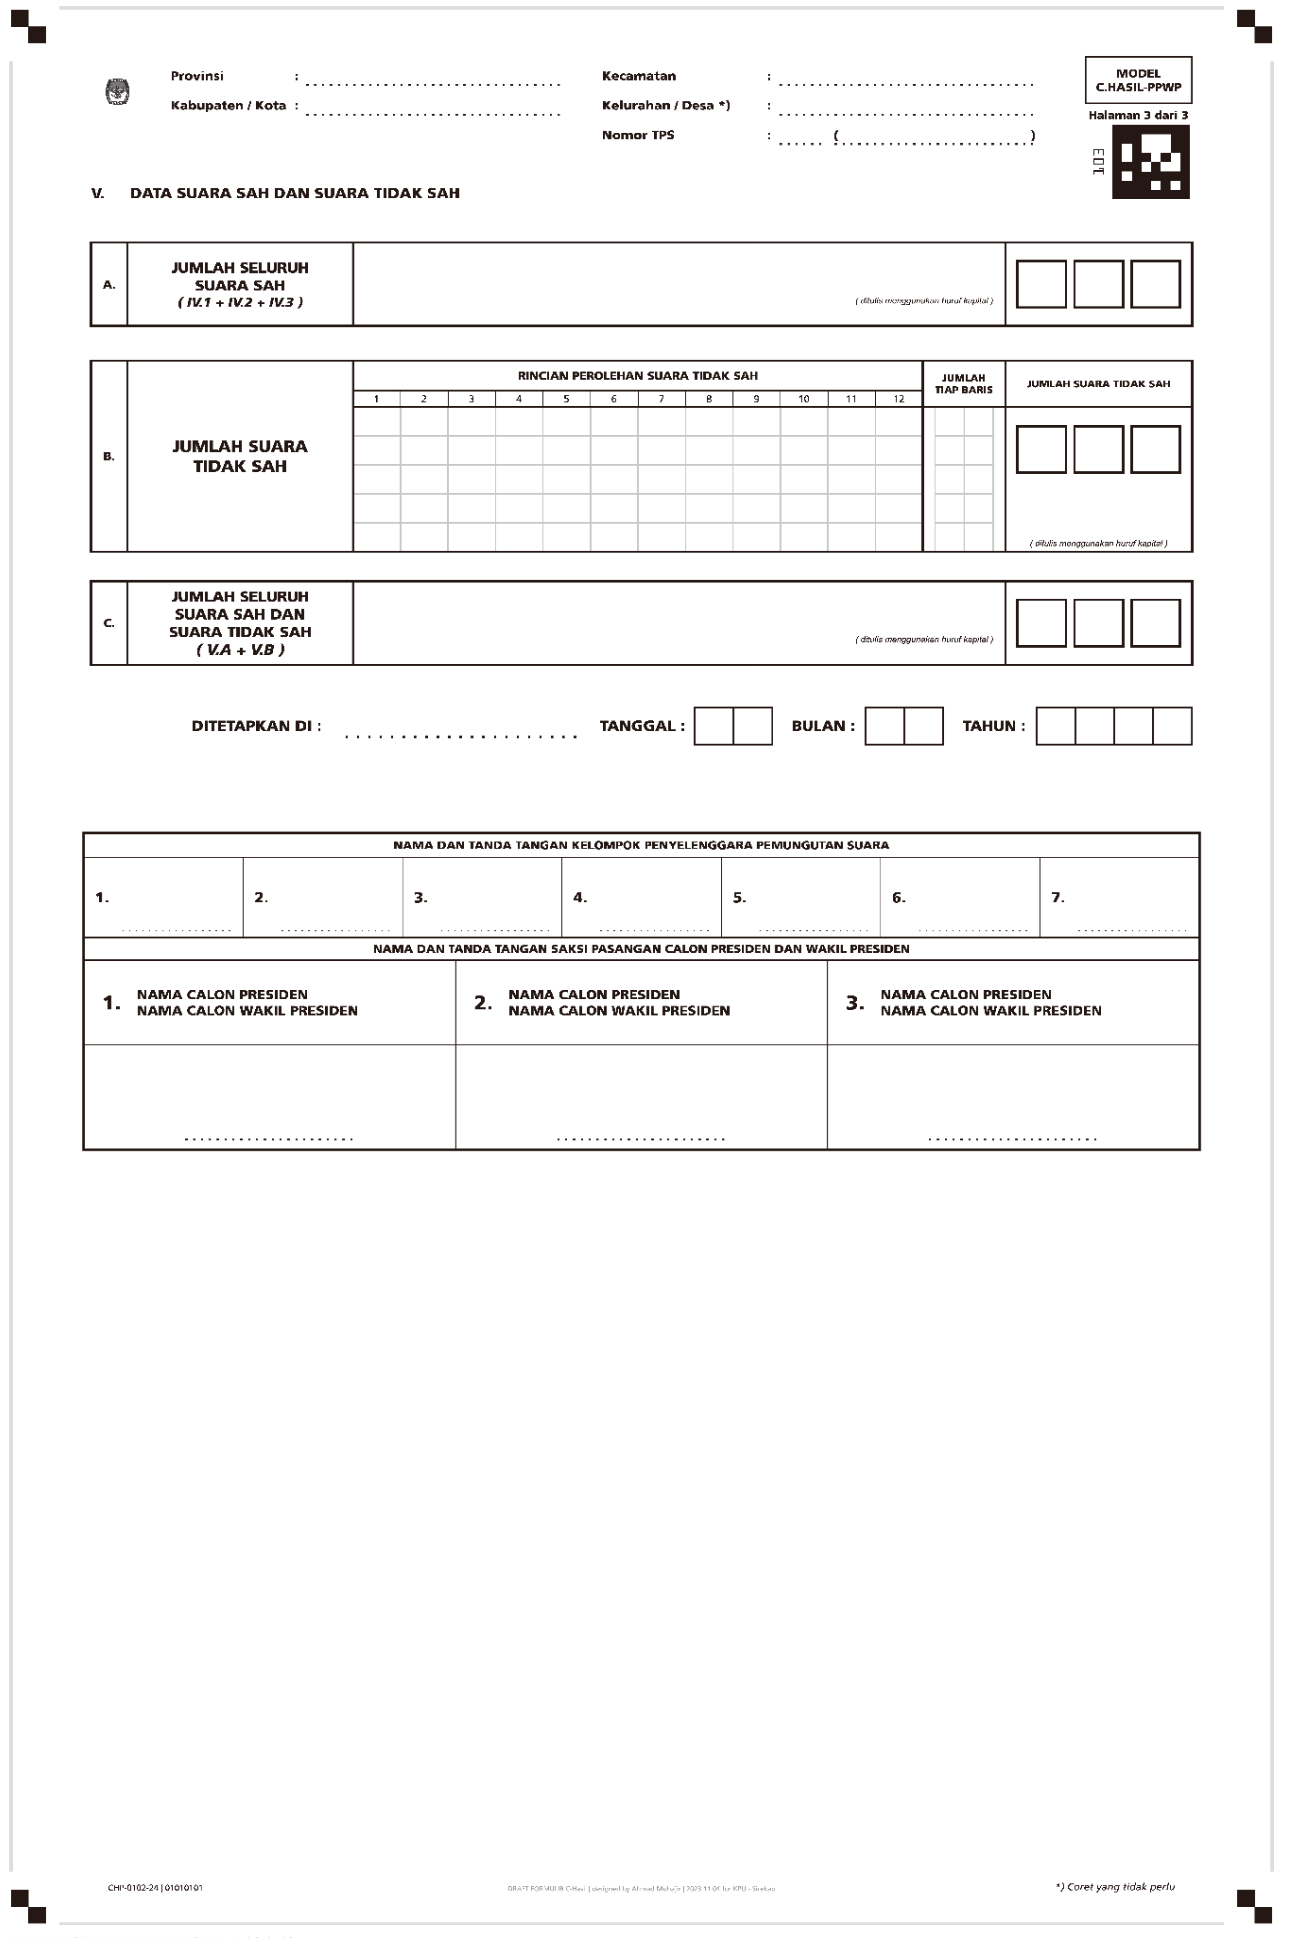 Provinsi : Kecamatan : MODEL
C.HASIL-PPWP
Kabupaten / Kota : Kelurahan / Desa *) :
Halaman 3 dari 3
Nomor TPS : ( )
V. DATA SUARA SAH DAN SUARA TIDAK SAH
A. JUMLAH SELURUH
SUARA SAH
( IV.1 + IV.2 + IV.3 )
( ditulis menggunakan huruf kapital )
B. JUMLAH SUARA
TIDAK SAH
RINCIAN PEROLEHAN SUARA TIDAK SAH
1 2 3 4 5 6 7 8 9 10 11 12
JUMLAH
TIAP BARIS
JUMLAH SUARA TIDAK SAH
( ditulis menggunakan huruf kapital )
C. JUMLAH SELURUH
SUARA SAH DAN
SUARA TIDAK SAH
( V.A + V.B )
( ditulis menggunakan huruf kapital )
DITETAPKAN DI : TANGGAL : BULAN : TAHUN :
NAMA DAN TANDA TANGAN KELOMPOK PENYELENGGARA PEMUNGUTAN SUARA
1. 2. 3. 4. 5. 6. 7.
NAMA DAN TANDA TANGAN SAKSI PASANGAN CALON PRESIDEN DAN WAKIL PRESIDEN
1. NAMA CALON PRESIDEN
NAMA CALON WAKIL PRESIDEN
2. NAMA CALON PRESIDEN
NAMA CALON WAKIL PRESIDEN
3. NAMA CALON PRESIDEN
NAMA CALON WAKIL PRESIDEN
CHP-0102-24 | 01010101
DRAFT FORMULIR C-Hasil | designed by Ahmad Muhajir | 2023.11.04 for KPU - Sirekap
*) Coret yang tidak perlu